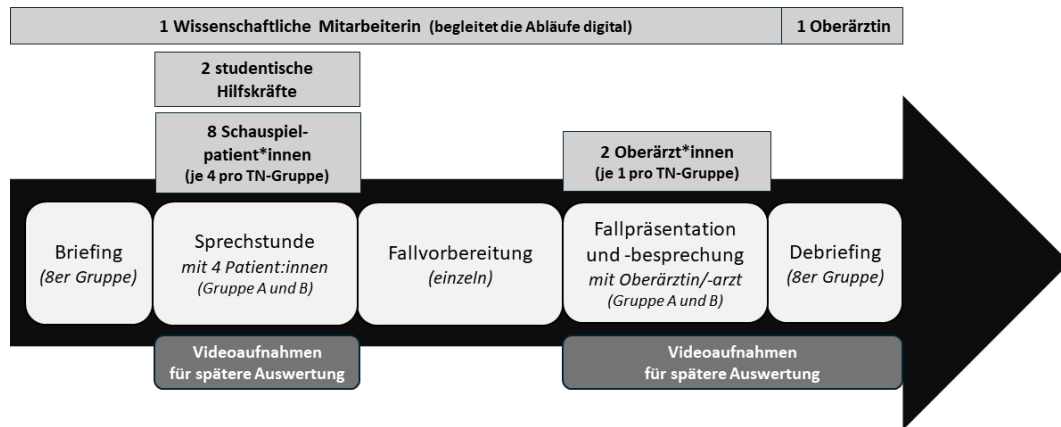 1 Wissenschaftliche Mitarbeiterin (begleitet die Abläufe digital)
1 Oberärztin
2 studentische
Hilfskräfte
8 Schauspiel-
patient*innen
(je 4 pro TN-Gruppe)
2 Oberärzt*innen
(je 1 pro TN-Gruppe)
Briefing
(8er Gruppe)
Sprechstunde
mit 4 Patient:innen
(Gruppe A und B)
Fallvorbereitung
(einzeln)
Fallpräsentation
und -besprechung
mit Oberärztin/-arzt
(Gruppe A und B)
Debriefing
(8er Gruppe)
Videoaufnahmen
für spätere Auswertung
Videoaufnahmen
für spätere Auswertung